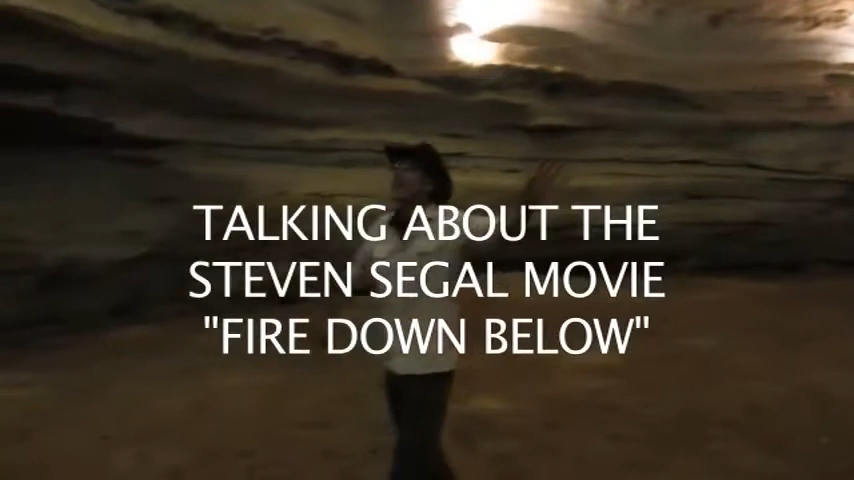 TALKING ABOUT THE
STEVEN SEGAL MOVIE
"FIRE DOWN BELOW"